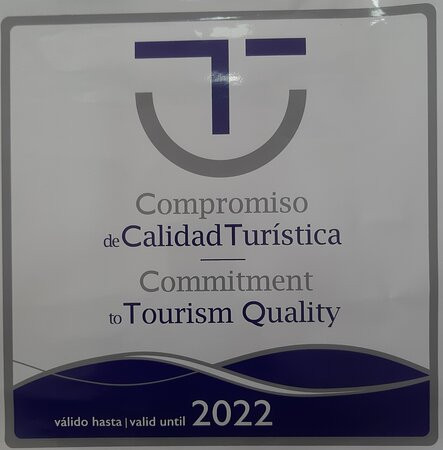 Compromiso
de Calidad Turística
Commitment
to Tourism Quality
válido hasta | valid until 2022